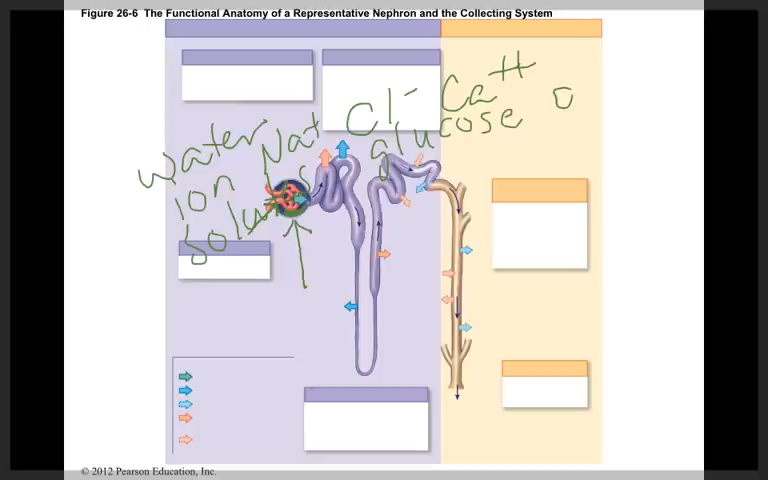 Figure 26-6 The Functional Anatomy of a Representative Nephron and the Collecting System
Cl- Ca++
water Na+ glucose
ion
solutes
© 2012 Pearson Education, Inc.